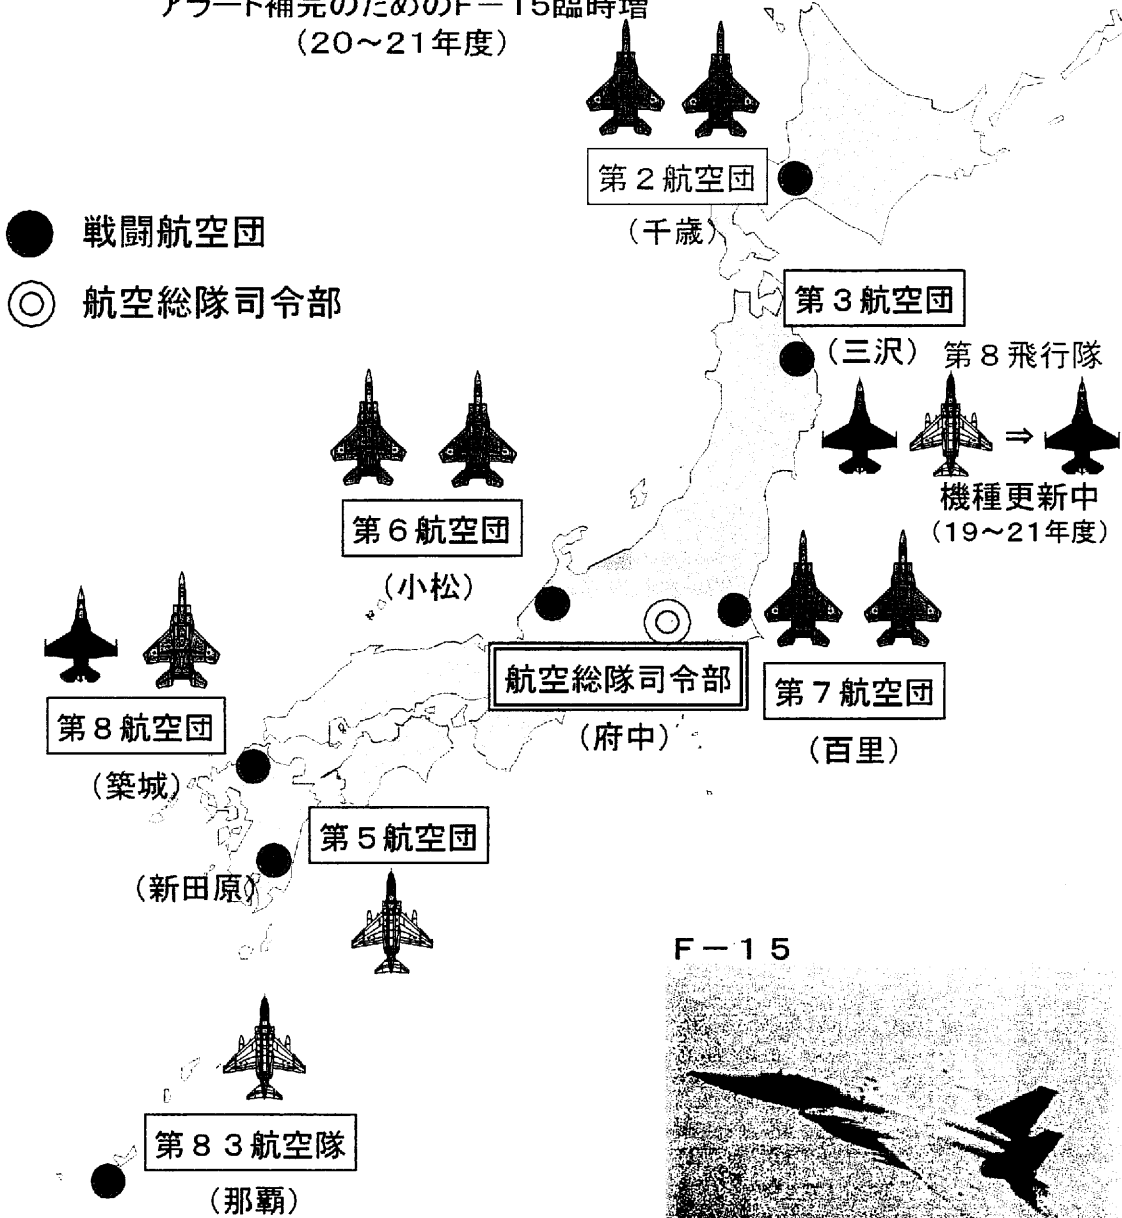 アラート補完のためのF－15臨時増
(20～21年度)
第２航空団
(千歳)
戦闘航空団
航空総隊司令部
第３航空団
(三沢)
第８飛行隊
⇒
機種更新中
(19～21年度)
第６航空団
(小松)
航空総隊司令部
(府中)
第７航空団
(百里)
第８航空団
(築城)
第５航空団
(新田原)
Ｆ－１５
第８３航空隊
(那覇)